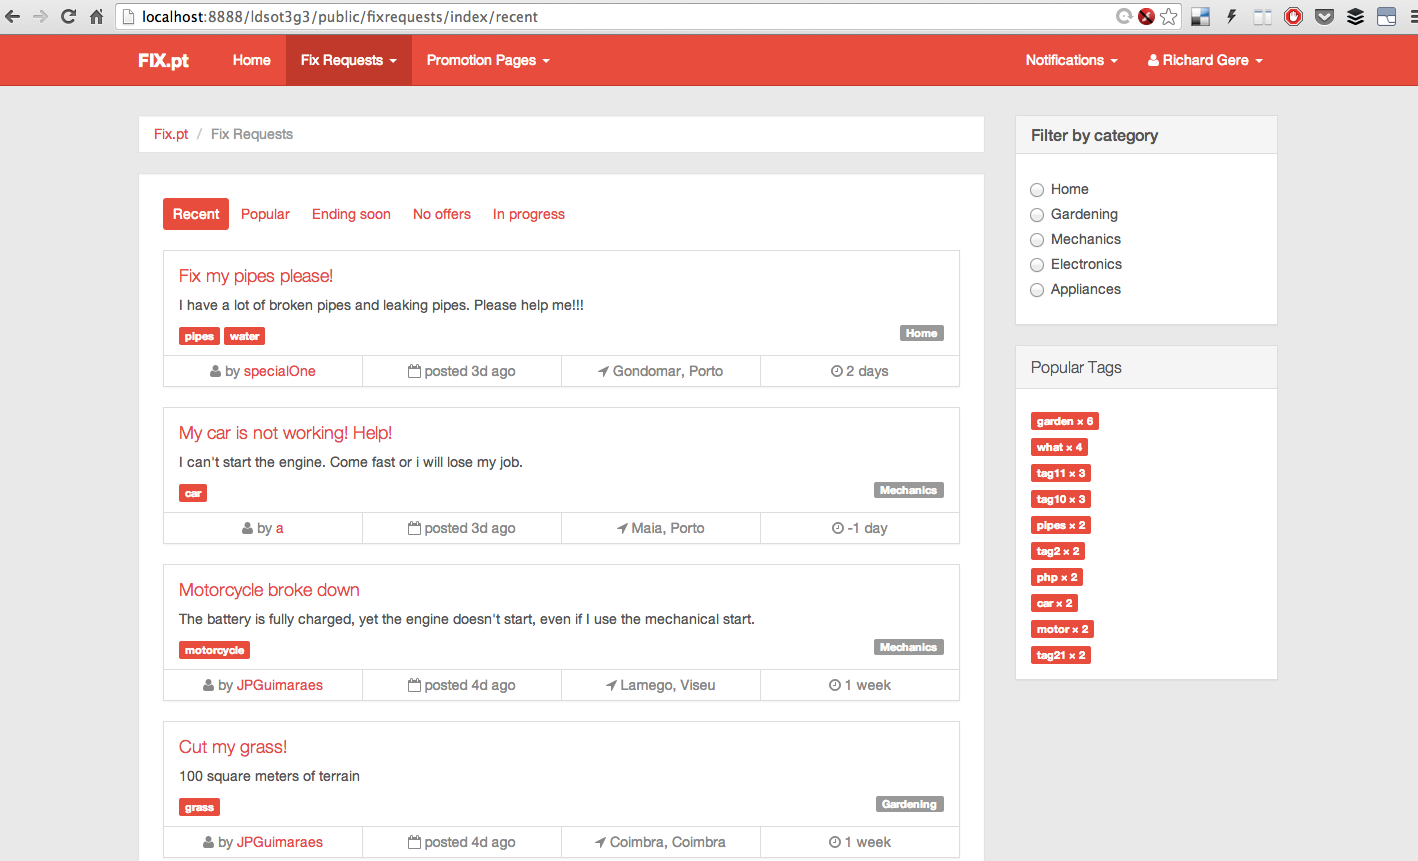 localhost:8888/ldsot3g3/public/fixrequests/index/recent
FIX.pt Home Fix Requests Promotion Pages Notifications Richard Gere
Fix.pt / Fix Requests
Recent Popular Ending soon No offers In progress
Fix my pipes please!
I have a lot of broken pipes and leaking pipes. Please help me!!!
pipes water Home
by specialOne posted 3d ago Gondomar, Porto 2 days
My car is not working! Help!
I can't start the engine. Come fast or i will lose my job.
car Mechanics
by a posted 3d ago Maia, Porto -1 day
Motorcycle broke down
The battery is fully charged, yet the engine doesn't start, even if I use the mechanical start.
motorcycle Mechanics
by JPGuimaraes posted 4d ago Lamego, Viseu 1 week
Cut my grass!
100 square meters of terrain
grass Gardening
by JPGuimaraes posted 4d ago Coimbra, Coimbra 1 week
Filter by category
Home
Gardening
Mechanics
Electronics
Appliances
Popular Tags
garden × 6
what × 4
tag11 × 3
tag10 × 3
pipes × 2
tag2 × 2
php × 2
car × 2
motor × 2
tag21 × 2